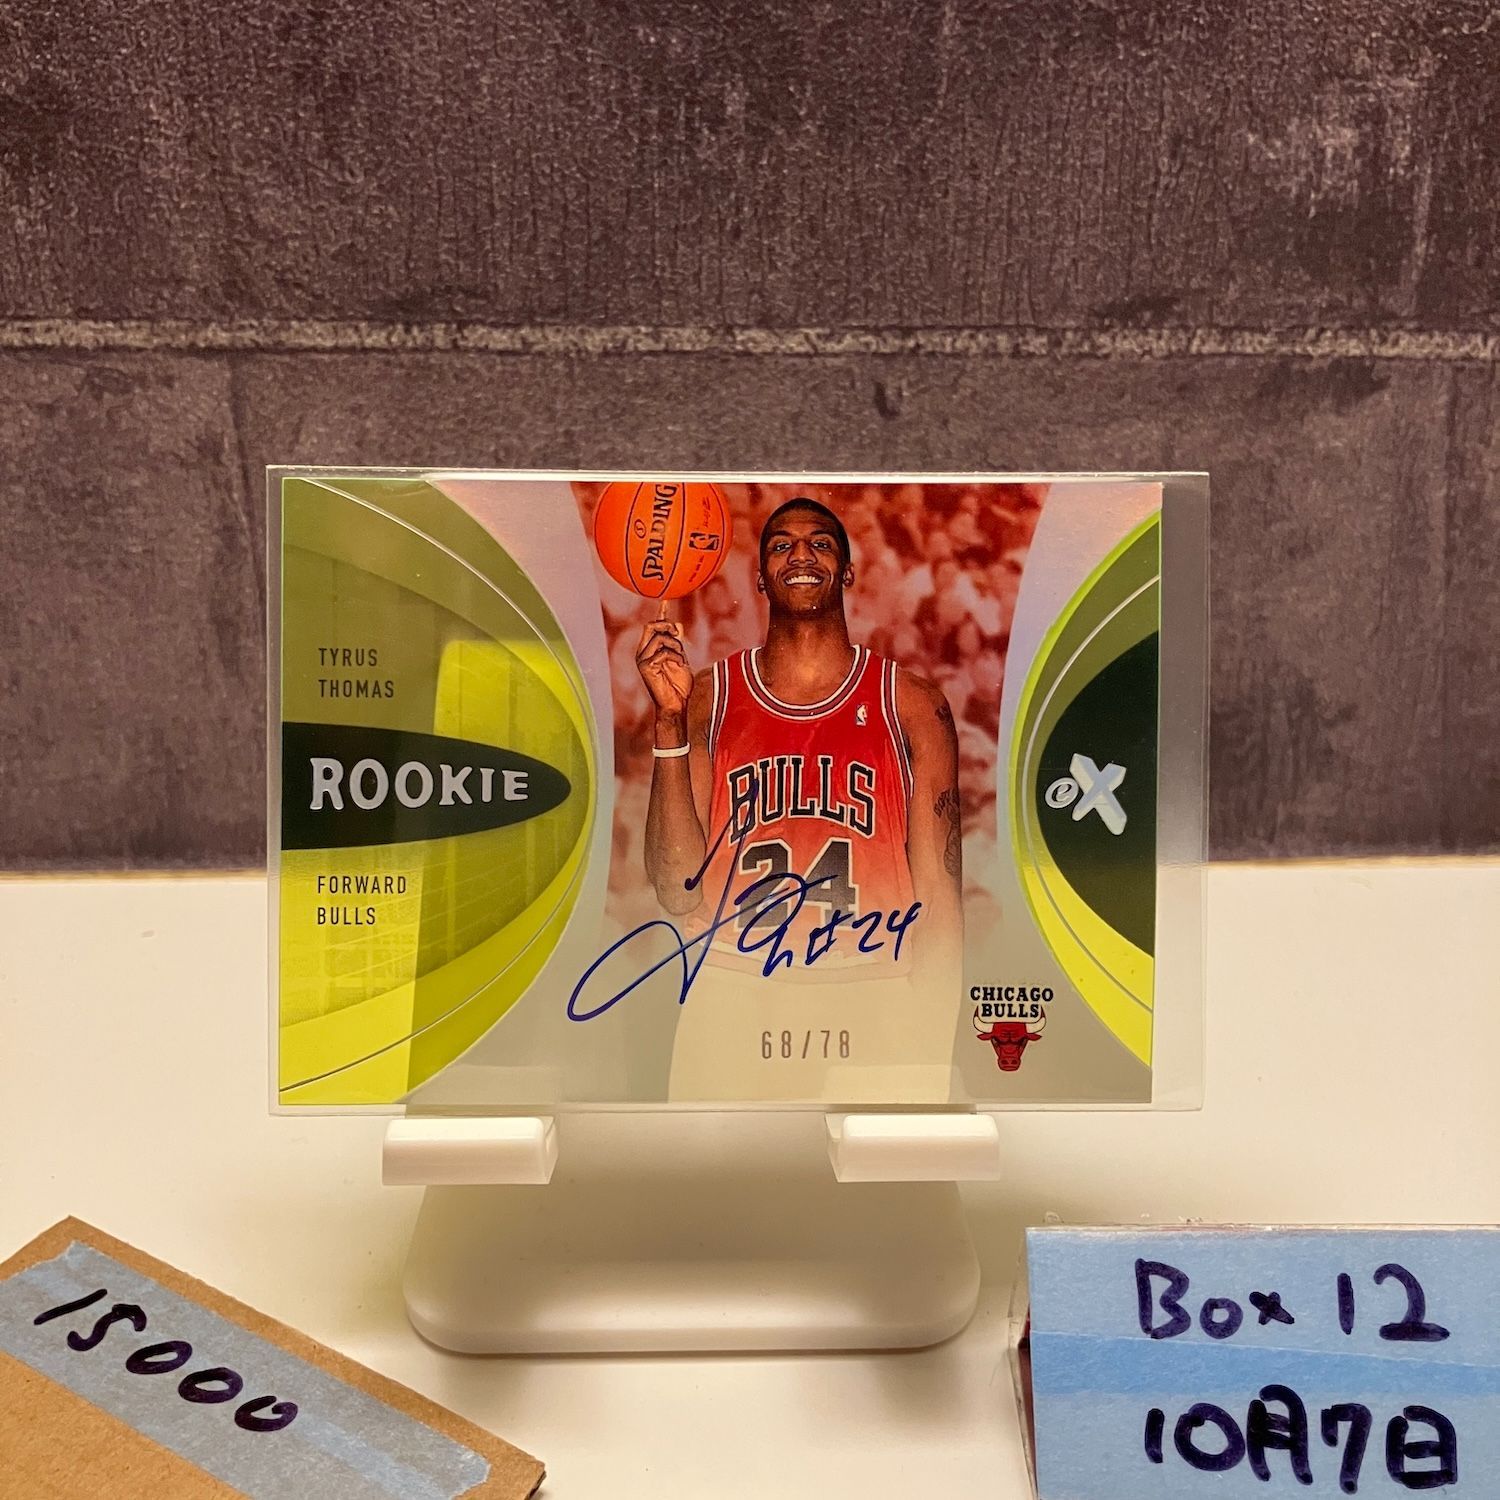 SPALDING
TYRUS
THOMAS
ROOKIE
FORWARD
BULLS
BULLS
24
#24
68/78
eX
CHICAGO
BULLS
15000
Box 12
10月7日